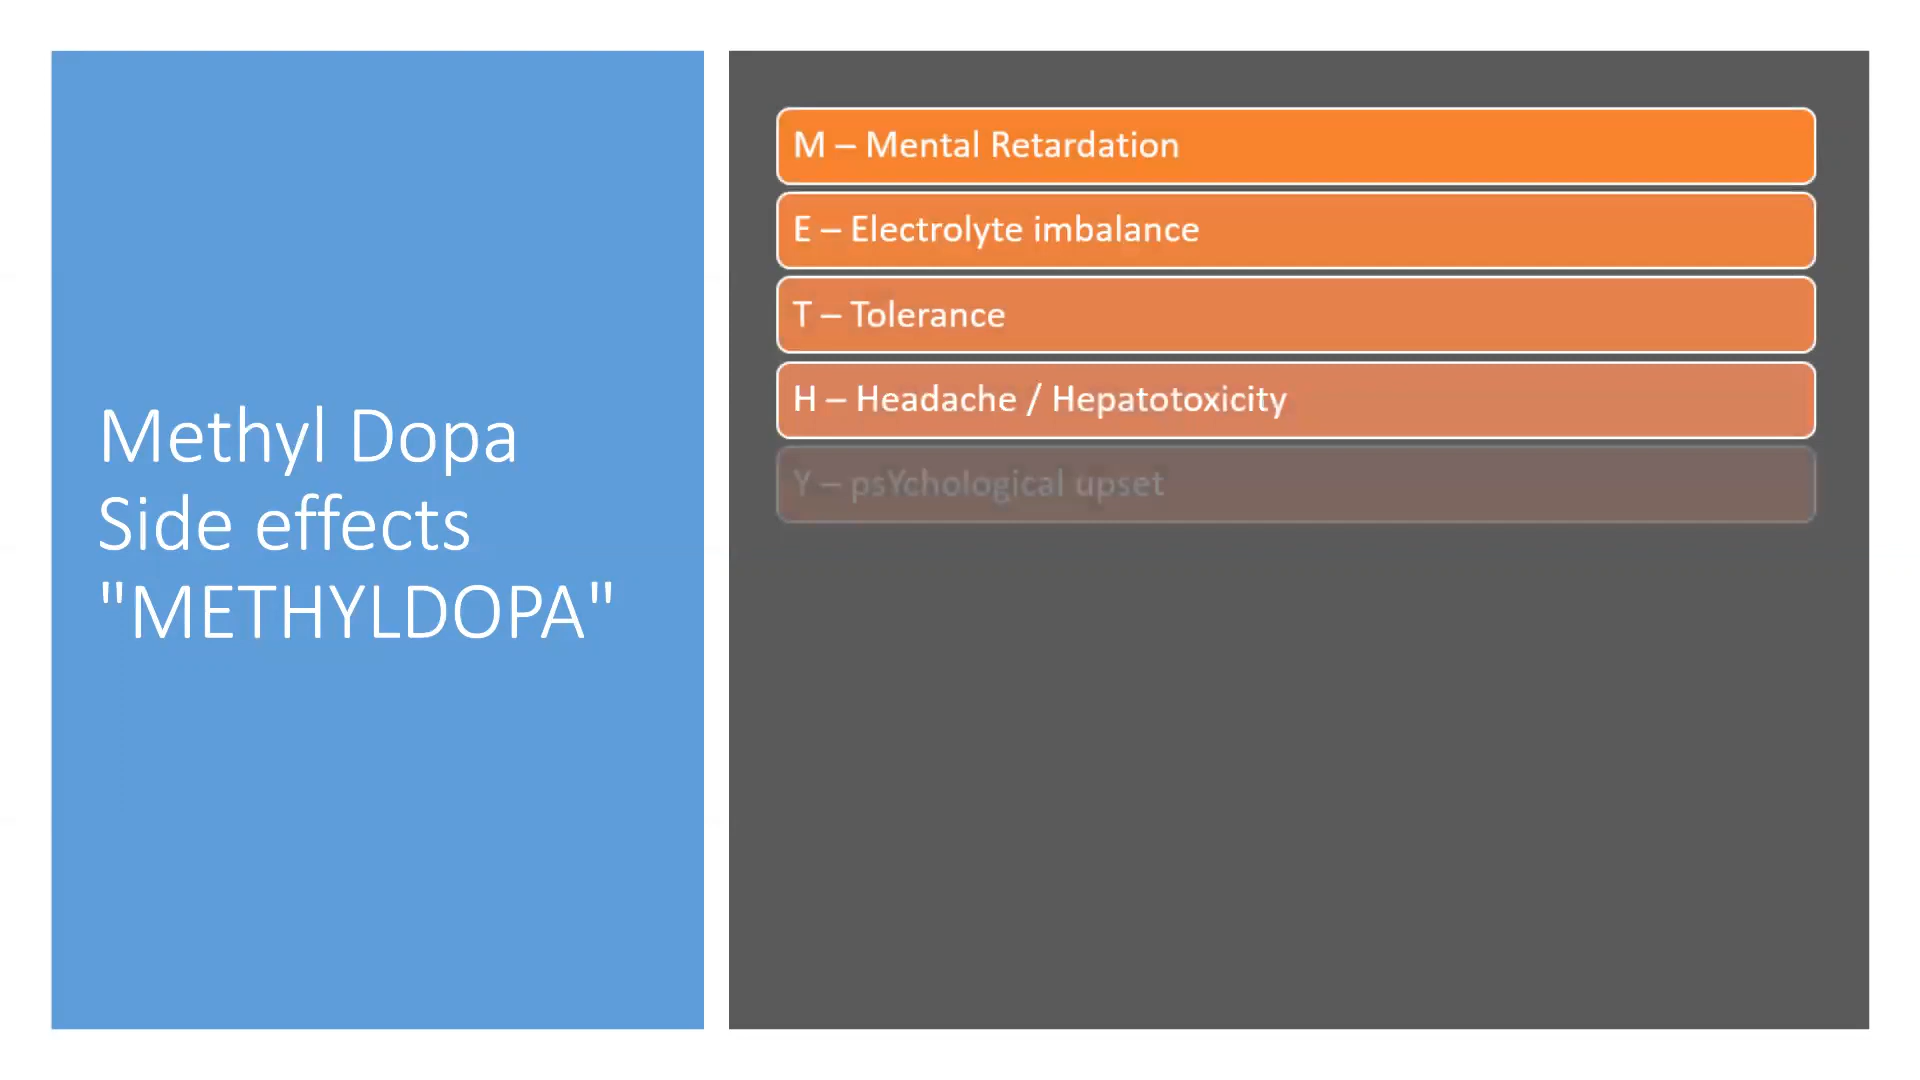 Methyl Dopa
Side effects
"METHYLDOPA"
M – Mental Retardation
E – Electrolyte imbalance
T – Tolerance
H – Headache / Hepatotoxicity
Y – psYchological upset